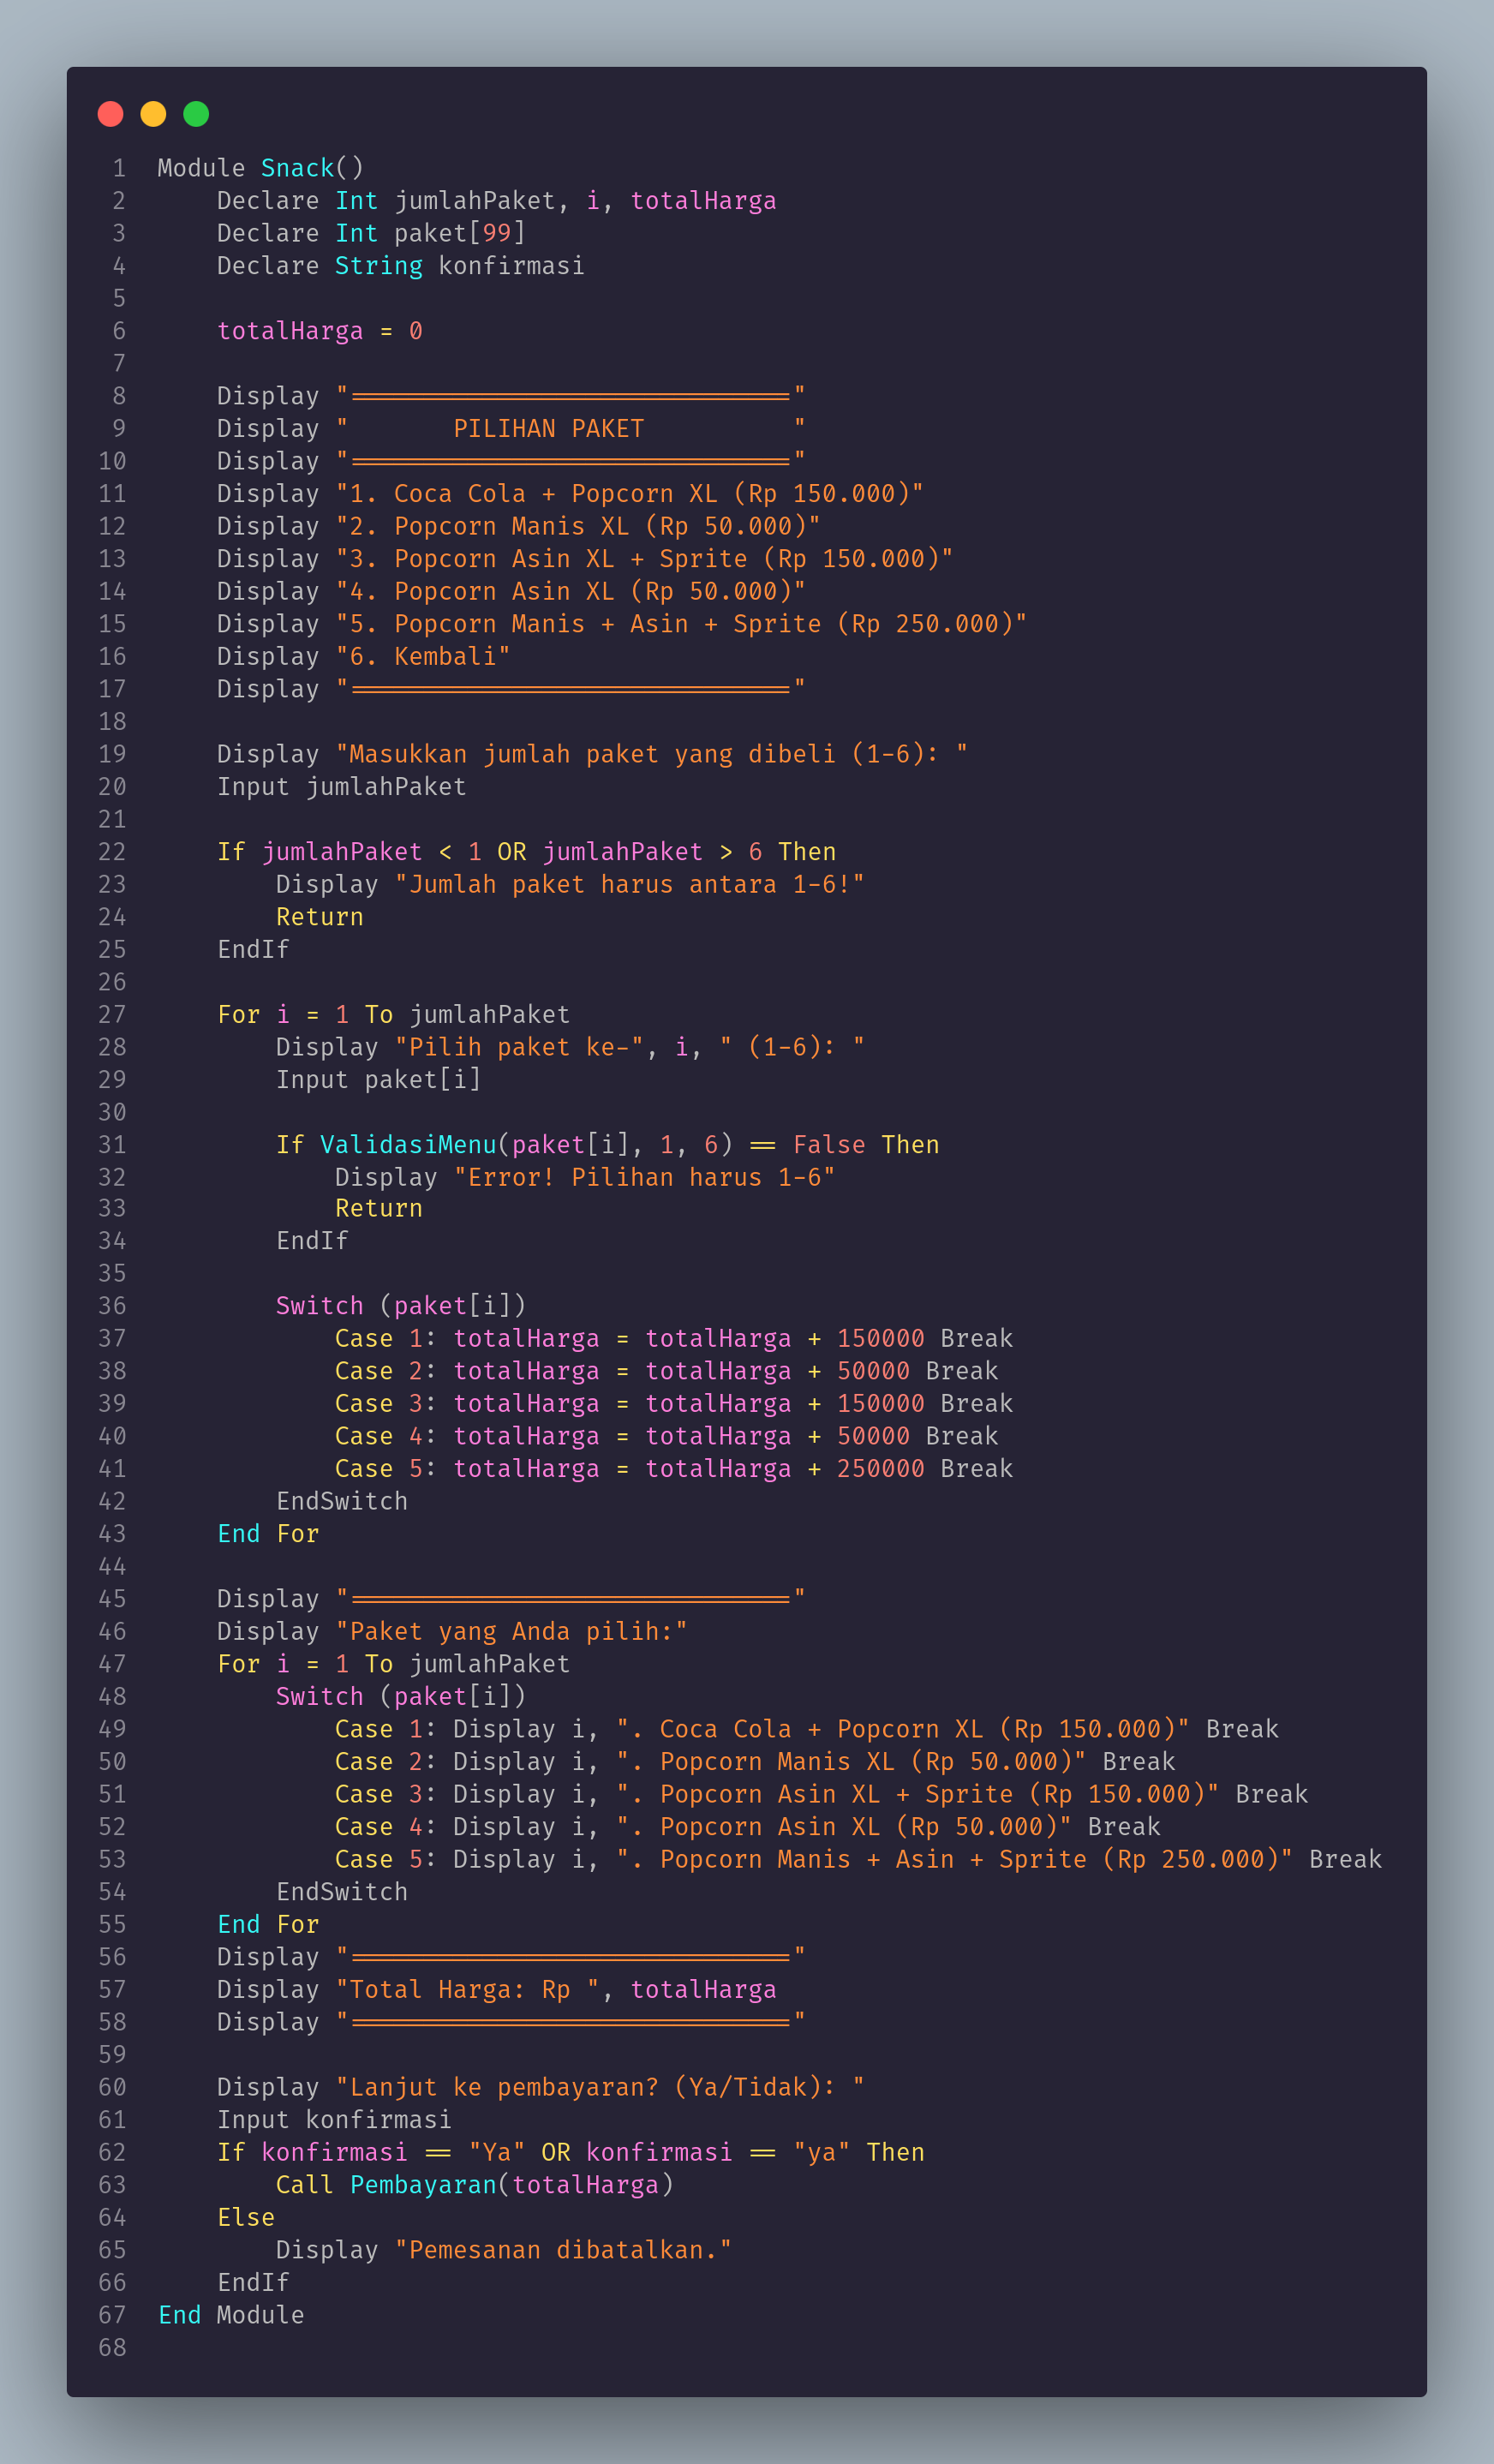 1 Module Snack()
2     Declare Int jumlahPaket, i, totalHarga
3     Declare Int paket[99]
4     Declare String konfirmasi
5
6     totalHarga = 0
7
8     Display "=============================="
9     Display "       PILIHAN PAKET          "
10     Display "=============================="
11     Display "1. Coca Cola + Popcorn XL (Rp 150.000)"
12     Display "2. Popcorn Manis XL (Rp 50.000)"
13     Display "3. Popcorn Asin XL + Sprite (Rp 150.000)"
14     Display "4. Popcorn Asin XL (Rp 50.000)"
15     Display "5. Popcorn Manis + Asin + Sprite (Rp 250.000)"
16     Display "6. Kembali"
17     Display "=============================="
18
19     Display "Masukkan jumlah paket yang dibeli (1-6): "
20     Input jumlahPaket
21
22     If jumlahPaket < 1 OR jumlahPaket > 6 Then
23         Display "Jumlah paket harus antara 1-6!"
24         Return
25     EndIf
26
27     For i = 1 To jumlahPaket
28         Display "Pilih paket ke-", i, " (1-6): "
29         Input paket[i]
30
31         If ValidasiMenu(paket[i], 1, 6) == False Then
32             Display "Error! Pilihan harus 1-6"
33             Return
34         EndIf
35
36         Switch (paket[i])
37             Case 1: totalHarga = totalHarga + 150000 Break
38             Case 2: totalHarga = totalHarga + 50000 Break
39             Case 3: totalHarga = totalHarga + 150000 Break
40             Case 4: totalHarga = totalHarga + 50000 Break
41             Case 5: totalHarga = totalHarga + 250000 Break
42         EndSwitch
43     End For
44
45     Display "=============================="
46     Display "Paket yang Anda pilih:"
47     For i = 1 To jumlahPaket
48         Switch (paket[i])
49             Case 1: Display i, ". Coca Cola + Popcorn XL (Rp 150.000)" Break
50             Case 2: Display i, ". Popcorn Manis XL (Rp 50.000)" Break
51             Case 3: Display i, ". Popcorn Asin XL + Sprite (Rp 150.000)" Break
52             Case 4: Display i, ". Popcorn Asin XL (Rp 50.000)" Break
53             Case 5: Display i, ". Popcorn Manis + Asin + Sprite (Rp 250.000)" Break
54         EndSwitch
55     End For
56     Display "=============================="
57     Display "Total Harga: Rp ", totalHarga
58     Display "=============================="
59
60     Display "Lanjut ke pembayaran? (Ya/Tidak): "
61     Input konfirmasi
62     If konfirmasi == "Ya" OR konfirmasi == "ya" Then
63         Call Pembayaran(totalHarga)
64     Else
65         Display "Pemesanan dibatalkan."
66     EndIf
67 End Module
68